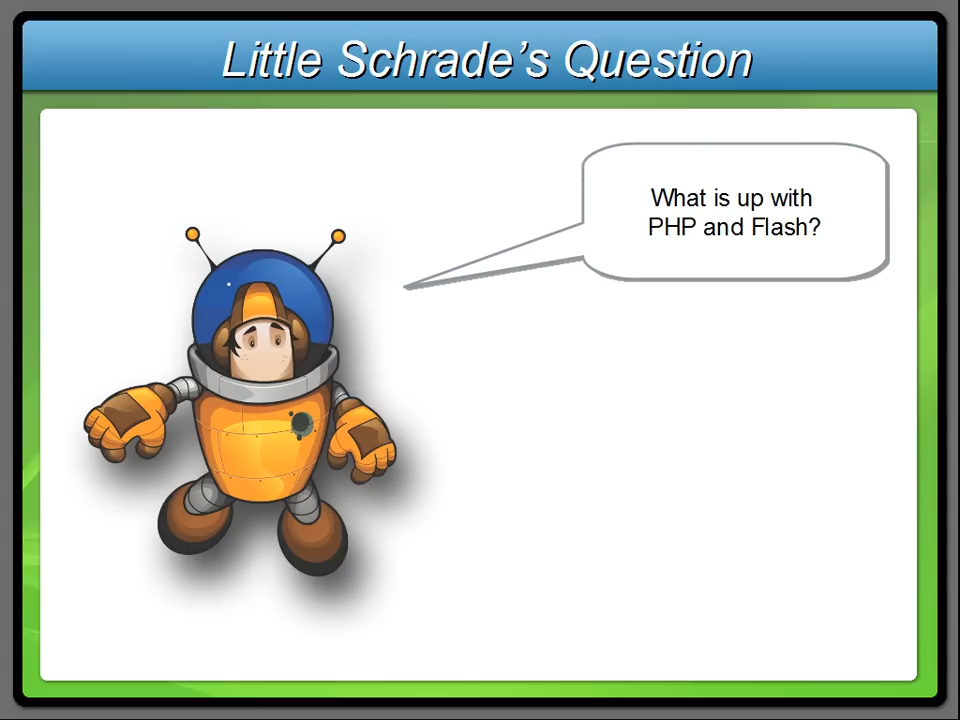 Little Schrade’s Question
What is up with
PHP and Flash?